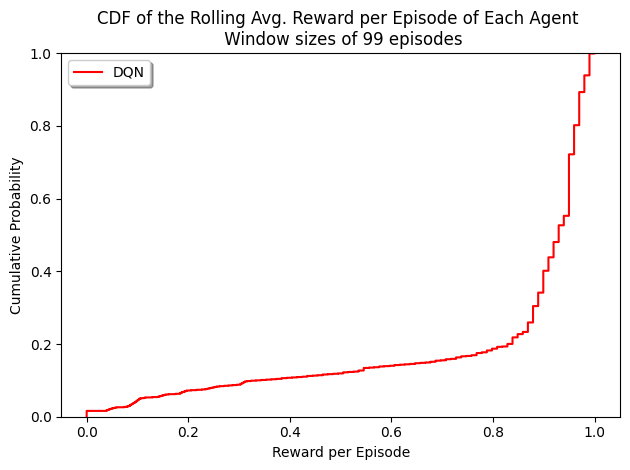 CDF of the Rolling Avg. Reward per Episode of Each Agent
Window sizes of 99 episodes
DQN
1.0
0.8
0.6
0.4
0.2
0.0
Cumulative Probability
0.0 0.2 0.4 0.6 0.8 1.0
Reward per Episode